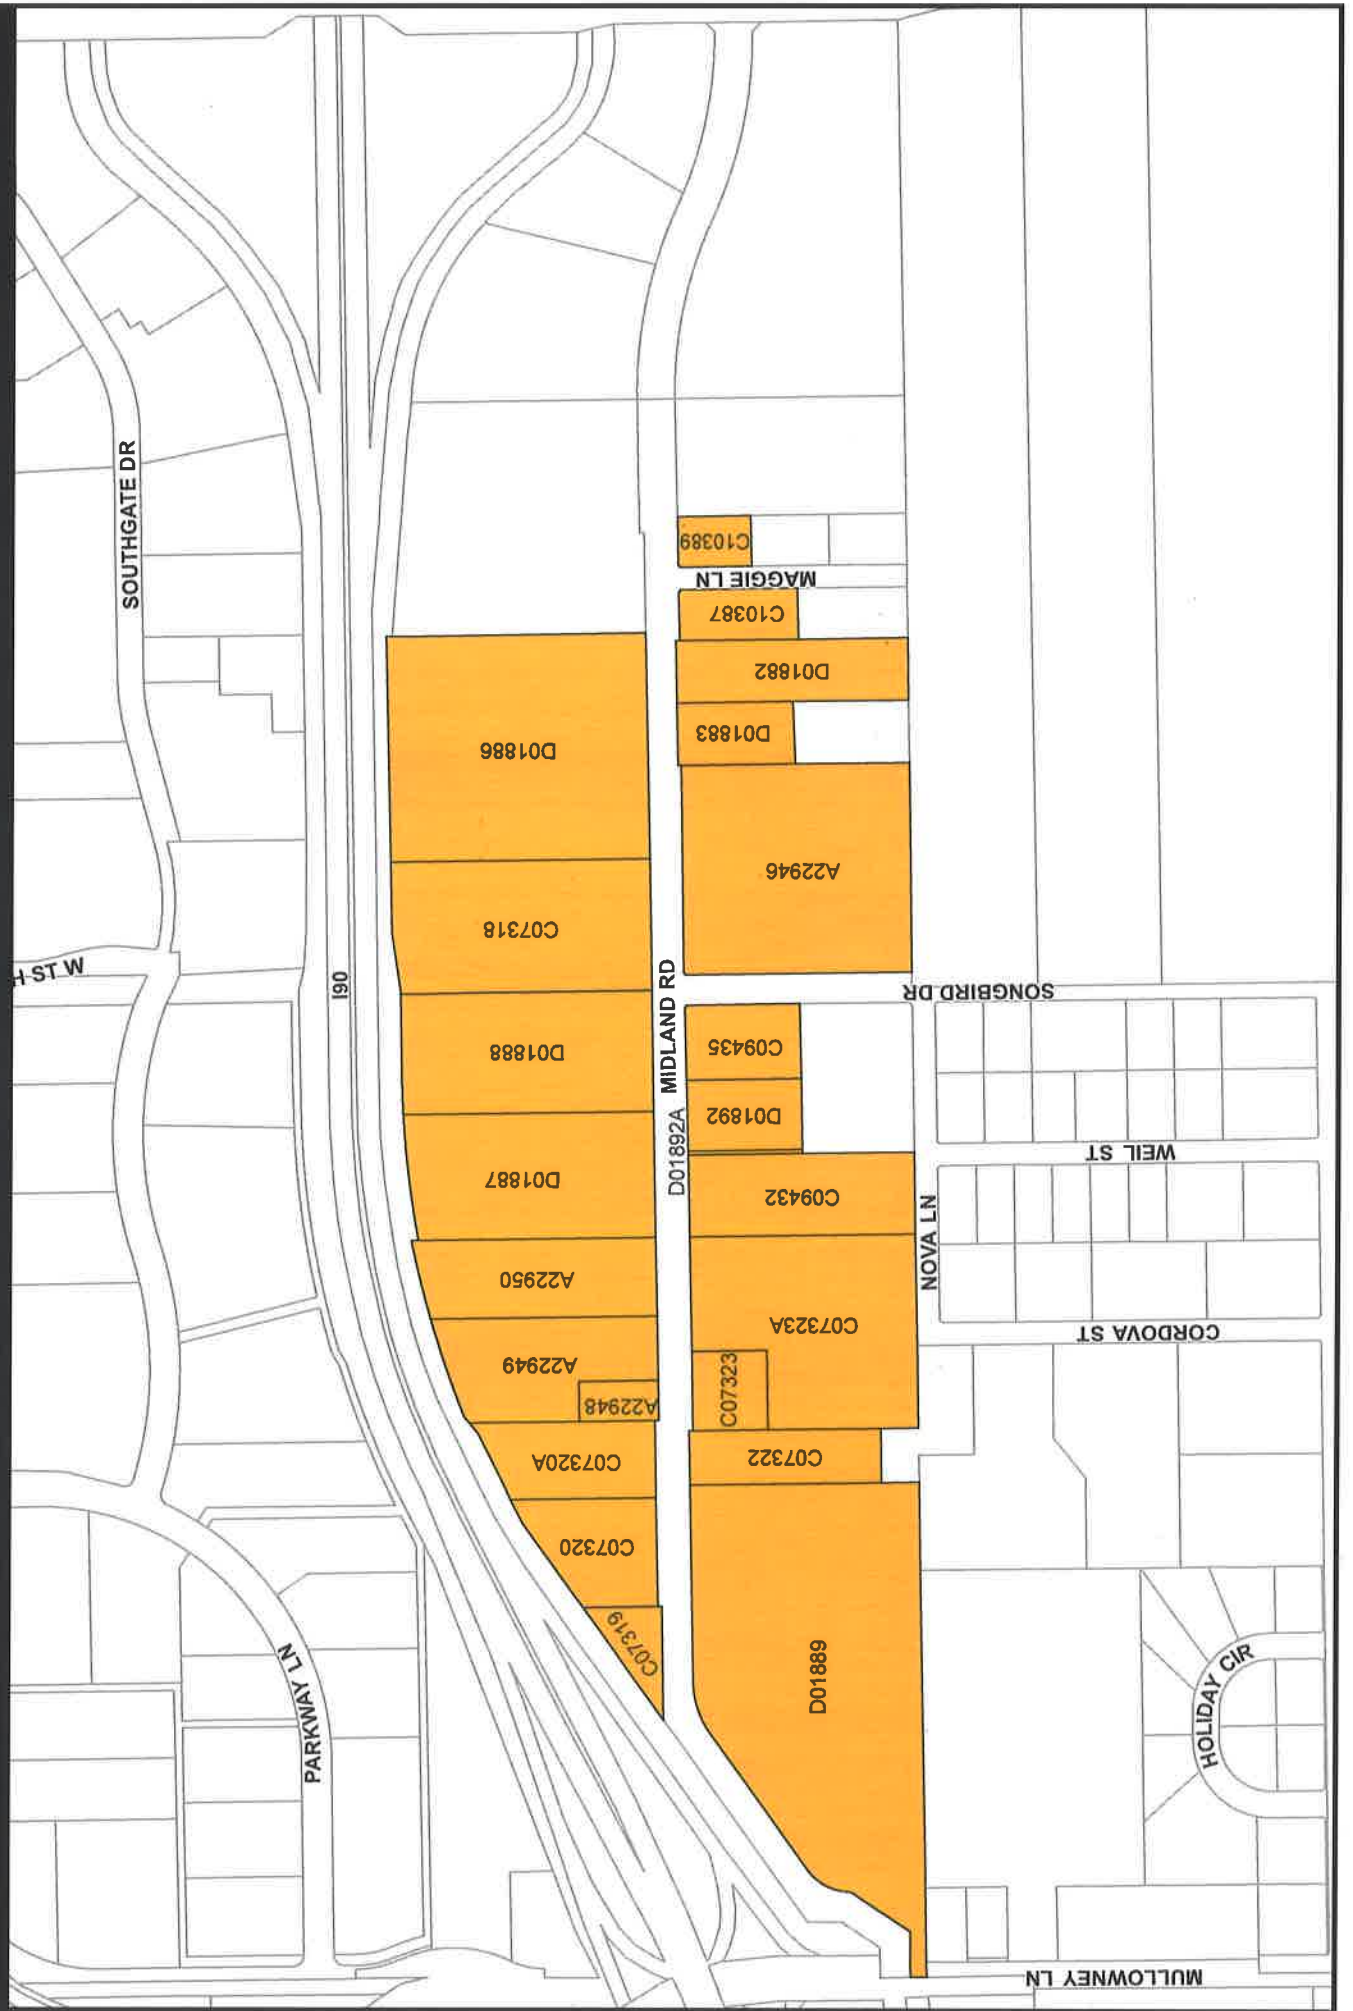 SOUTHGATE DR
C10389
MAGGIE LN
C10387
D01882
D01883
D01886
A22946
C07318
H ST W
I90
MIDLAND RD
SONGBIRD DR
D01888
C09435
D01892
D01892A
WEIL ST
D01887
C09432
NOVA LN
A22950
C07323A
CORDOVA ST
A22949
A22948
C07323
C07320A
C07322
C07320
C07319
D01889
PARKWAY LN
HOLIDAY CIR
MULLOWNEY LN